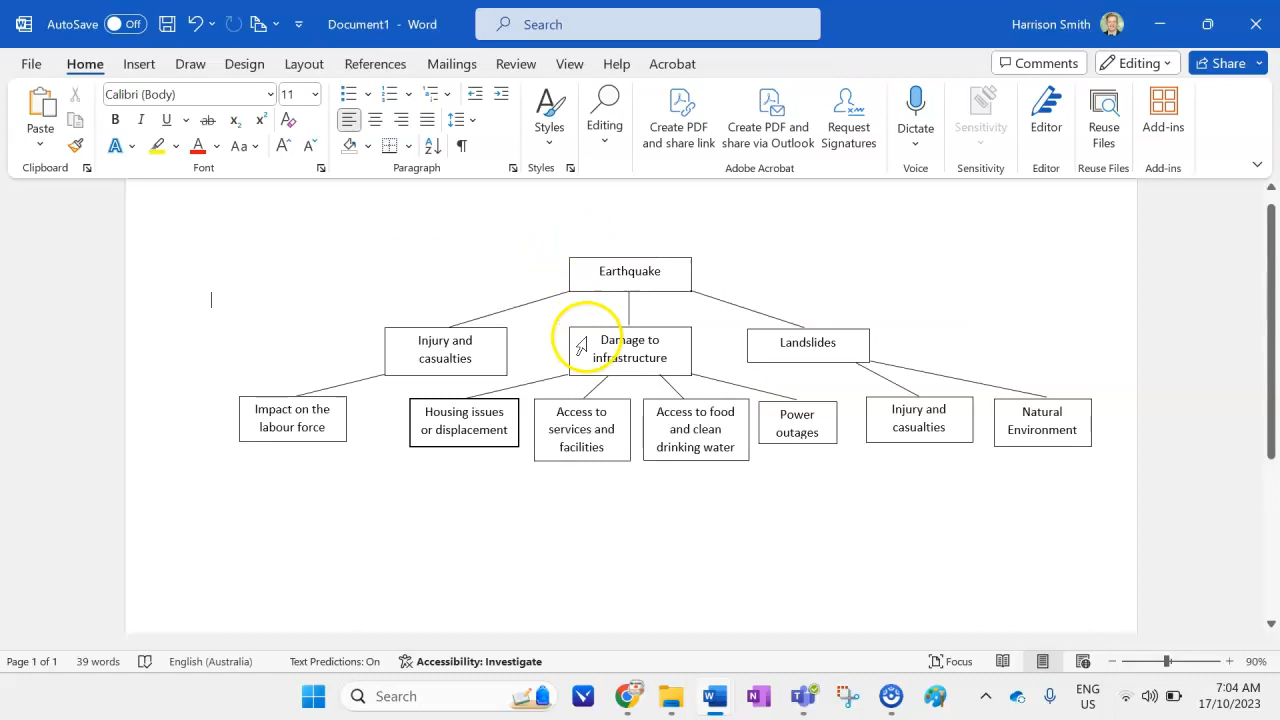 AutoSave Off Document1 - Word Search Harrison Smith
File Home Insert Draw Design Layout References Mailings Review View Help Acrobat Comments Editing Share
Paste
Calibri (Body) 11
B I U ab x₂ x²
A A Aa A A
Styles
Editing
Create PDF
and share link
Create PDF and
share via Outlook
Request
Signatures
Dictate
Sensitivity
Editor
Reuse
Files
Add-ins
Clipboard Font Paragraph Styles Adobe Acrobat Voice Sensitivity Editor Reuse Files Add-ins
Earthquake
Injury and
casualties
Damage to
infrastructure
Landslides
Impact on the
labour force
Housing issues
or displacement
Access to
services and
facilities
Access to food
and clean
drinking water
Power
outages
Injury and
casualties
Natural
Environment
Page 1 of 1 39 words English (Australia) Text Predictions: On Accessibility: Investigate Focus 90%
Search
ENG
US
7:04 AM
17/10/2023